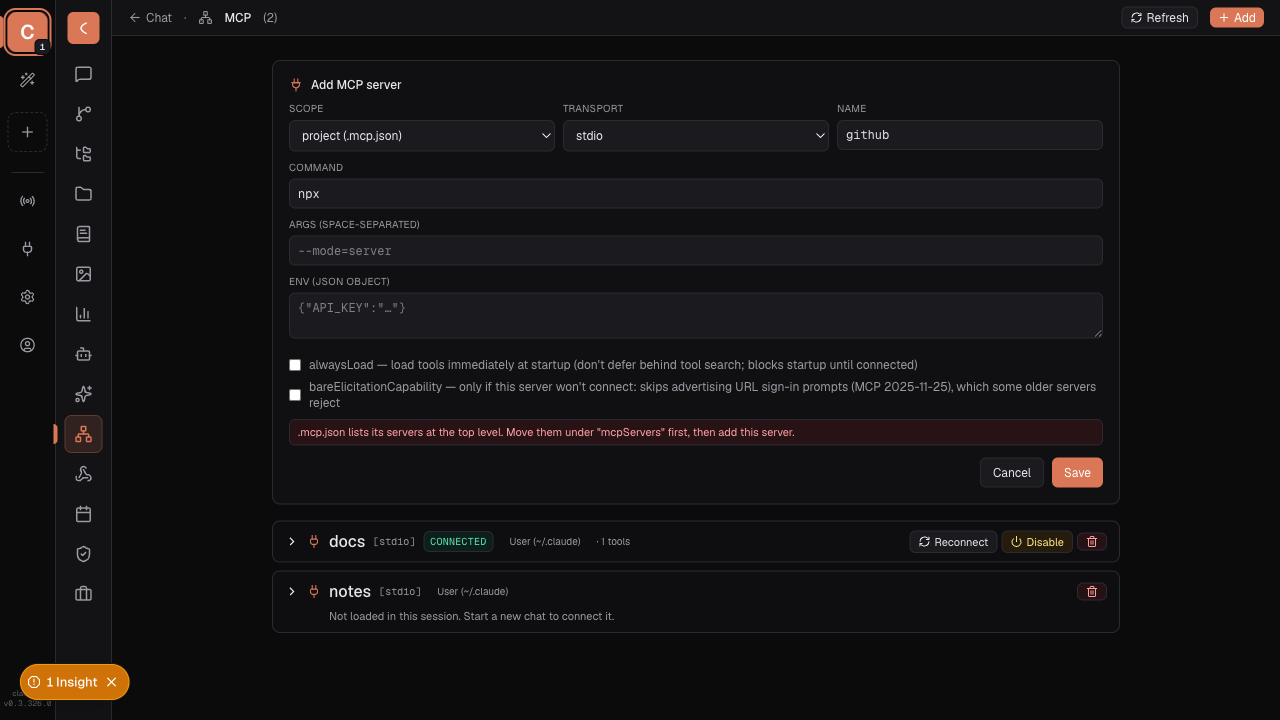 C
1
Chat · MCP (2)
Refresh
Add
Add MCP server
SCOPE
TRANSPORT
NAME
project (.mcp.json)
stdio
github
COMMAND
npx
ARGS (SPACE-SEPARATED)
--mode=server
ENV (JSON OBJECT)
{"API_KEY":"…"}
alwaysLoad — load tools immediately at startup (don't defer behind tool search; blocks startup until connected)
bareElicitationCapability — only if this server won't connect: skips advertising URL sign-in prompts (MCP 2025-11-25), which some older servers
reject
.mcp.json lists its servers at the top level. Move them under "mcpServers" first, then add this server.
Cancel
Save
docs [stdio] CONNECTED User (~/.claude) · 1 tools
Reconnect
Disable
notes [stdio] User (~/.claude)
Not loaded in this session. Start a new chat to connect it.
1 Insight
v0.3.326.0